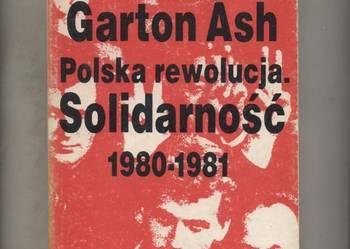 Garton Ash
Polska rewolucja.
Solidarność
1980-1981